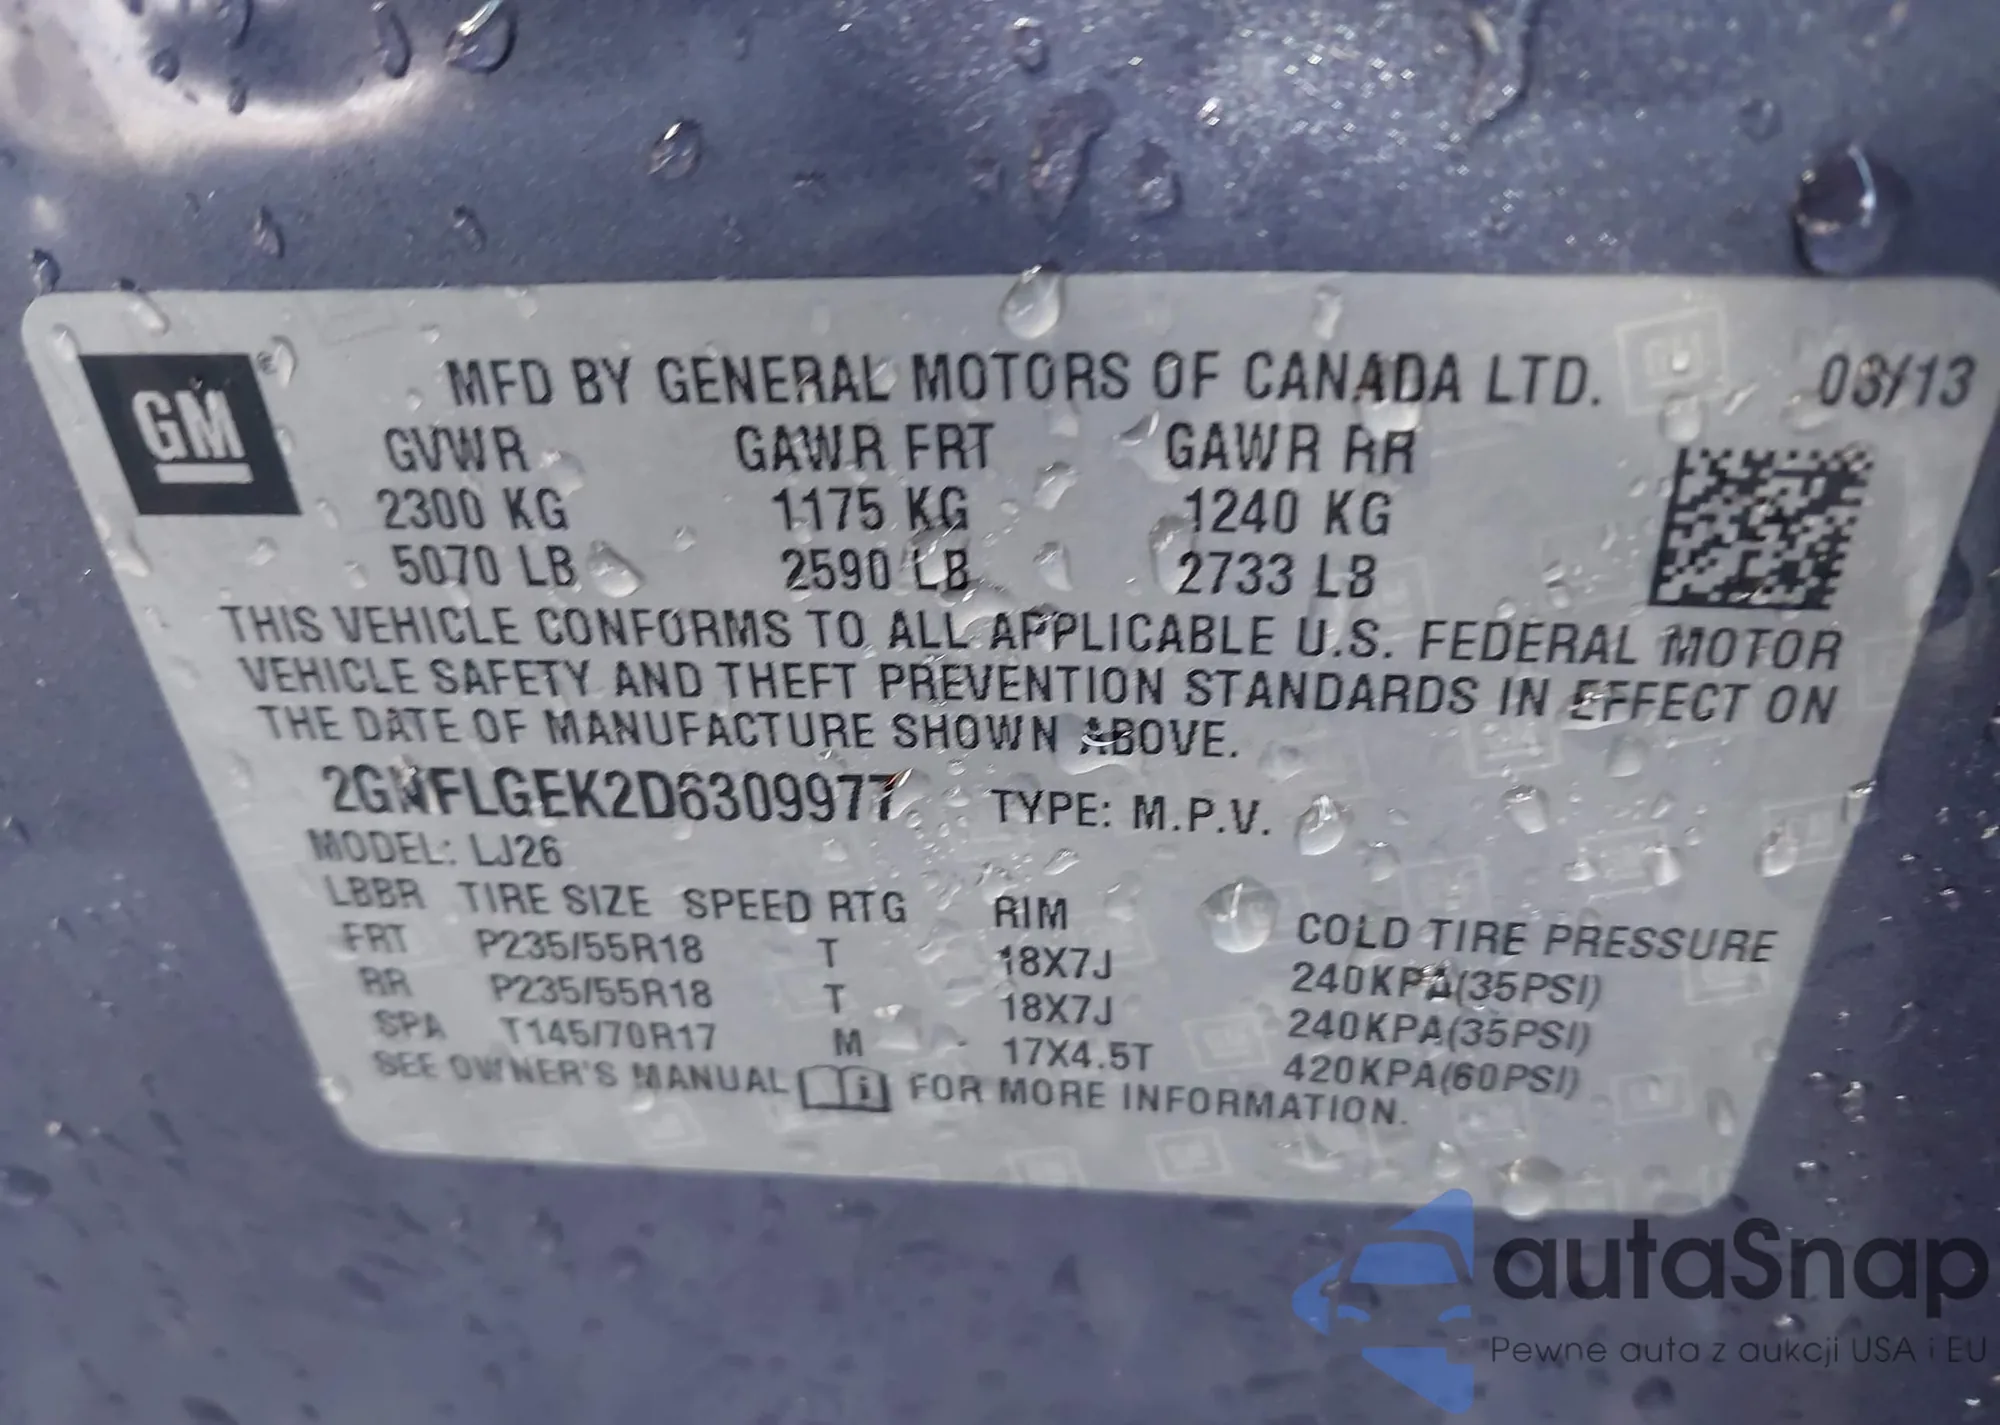 GM ®
MFD BY GENERAL MOTORS OF CANADA LTD. 03/13
GVWR GAWR FRT GAWR RR
2300 KG 1175 KG 1240 KG
5070 LB 2590 LB 2733 LB
THIS VEHICLE CONFORMS TO ALL APPLICABLE U.S. FEDERAL MOTOR
VEHICLE SAFETY AND THEFT PREVENTION STANDARDS IN EFFECT ON
THE DATE OF MANUFACTURE SHOWN ABOVE.
2GNFLGEK2D6309977 TYPE: M.P.V.
MODEL: LJ26
LBBR TIRE SIZE SPEED RTG RIM COLD TIRE PRESSURE
FRT P235/55R18 T 18X7J 240KPA(35PSI)
RR P235/55R18 T 18X7J 240KPA(35PSI)
SPA T145/70R17 M 17X4.5T 420KPA(60PSI)
SEE OWNER'S MANUAL i FOR MORE INFORMATION.
autaSnap
Pewne auta z aukcji USA i EU